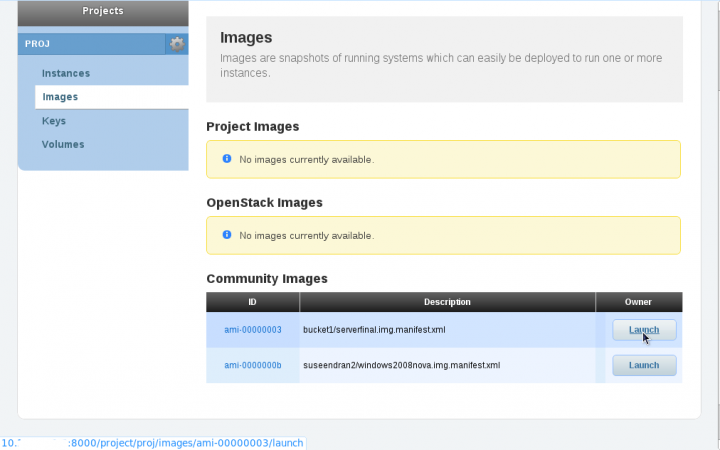 Projects
PROJ
Instances
Images
Keys
Volumes
Images
Images are snapshots of running systems which can easily be deployed to run one or more
instances.
Project Images
No images currently available.
OpenStack Images
No images currently available.
Community Images
ID Description Owner
ami-00000003 bucket1/serverfinal.img.manifest.xml Launch
ami-0000000b suseendran2/windows2008nova.img.manifest.xml Launch
10. :8000/project/proj/images/ami-00000003/launch